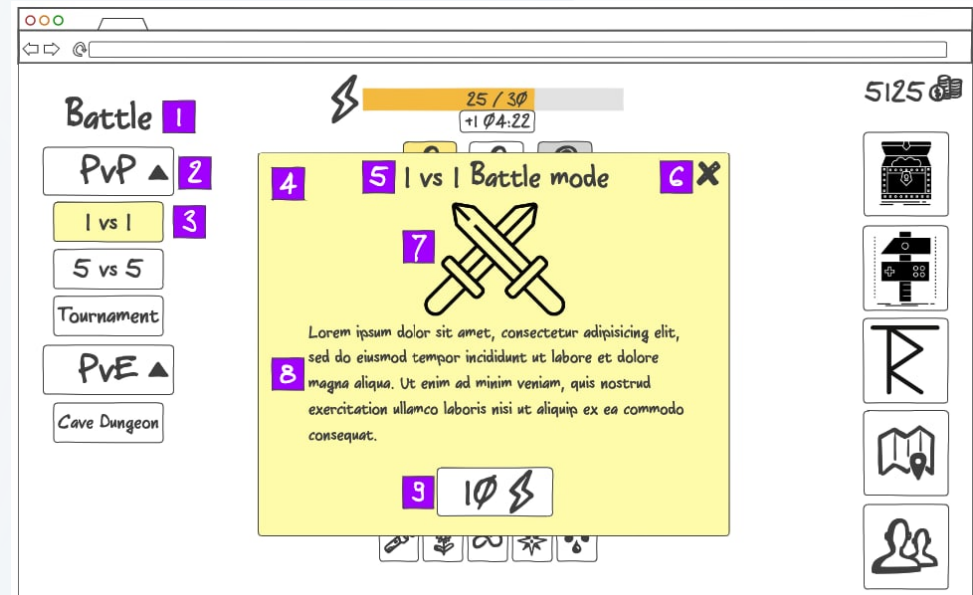 Battle 1
PvP 2
1 vs 1 3
5 vs 5
Tournament
PvE
Cave Dungeon
25 / 30
+1 04:22
5125
4
5 1 vs 1 Battle mode 6
7
Lorem ipsum dolor sit amet, consectetur adipisicing elit,
sed do eiusmod tempor incididunt ut labore et dolore
8 magna aliqua. Ut enim ad minim veniam, quis nostrud
exercitation ullamco laboris nisi ut aliquip ex ea commodo
consequat.
9 10